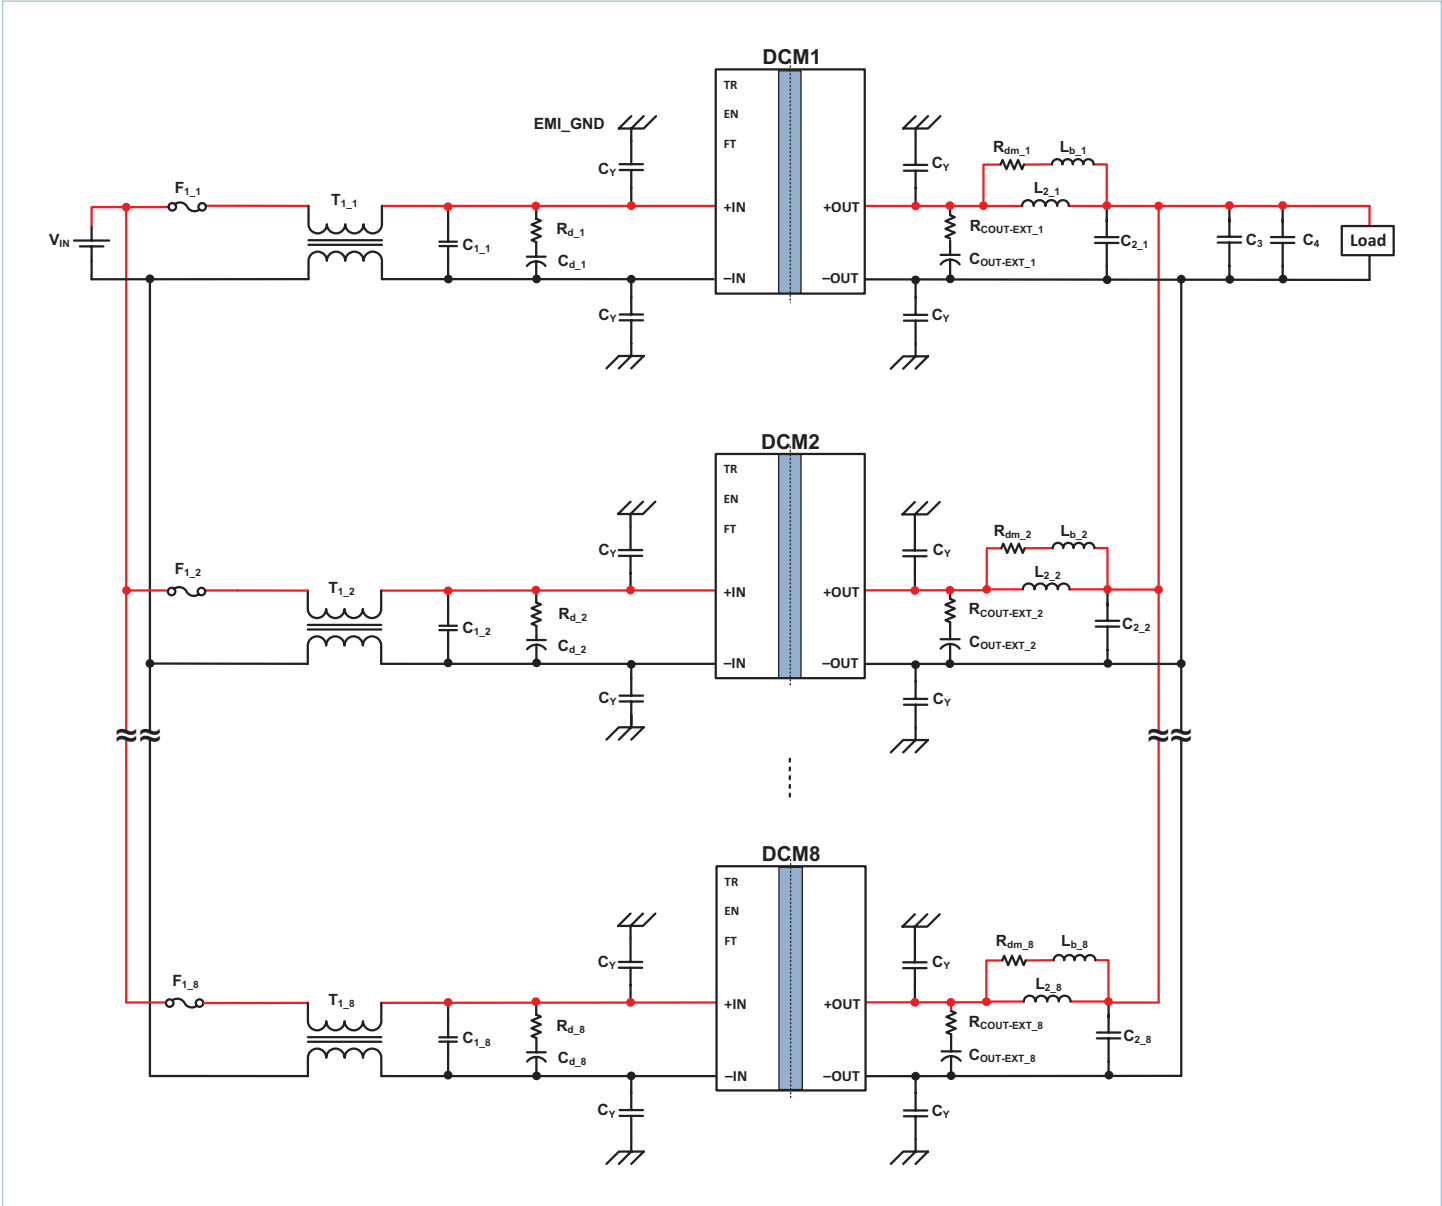 DCM1
TR
EN
FT
EMI_GND
CY
CY
Rdm_1
Lb_1
F1_1
T1_1
L2_1
VIN
+IN
+OUT
Rd_1
Cd_1
C1_1
RCOUT-EXT_1
COUT-EXT_1
C2_1
C3
C4
Load
–IN
–OUT
CY
CY
DCM2
TR
EN
FT
CY
CY
Rdm_2
Lb_2
F1_2
T1_2
L2_2
+IN
+OUT
Rd_2
Cd_2
C1_2
RCOUT-EXT_2
COUT-EXT_2
C2_2
–IN
–OUT
CY
CY
DCM8
TR
EN
FT
CY
CY
Rdm_8
Lb_8
F1_8
T1_8
L2_8
+IN
+OUT
Rd_8
Cd_8
C1_8
RCOUT-EXT_8
COUT-EXT_8
C2_8
–IN
–OUT
CY
CY